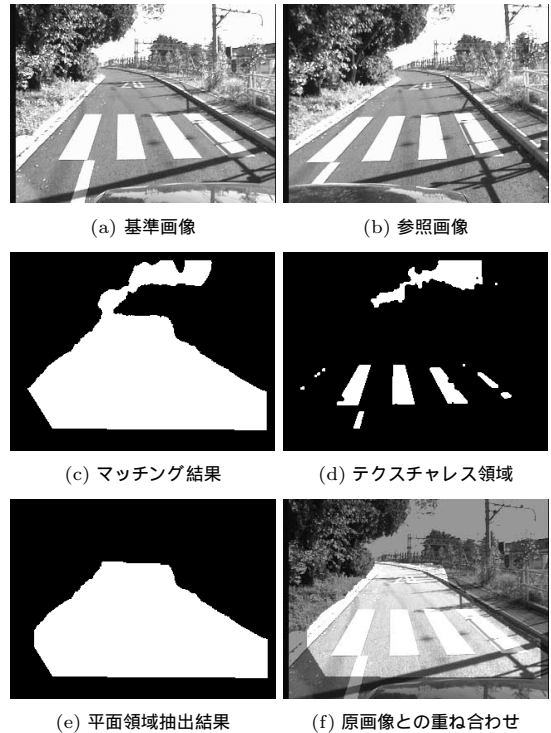 (a) 基準画像
(b) 参照画像
(c) マッチング結果
(d) テクスチャレス領域
(e) 平面領域抽出結果
(f) 原画像との重ね合わせ